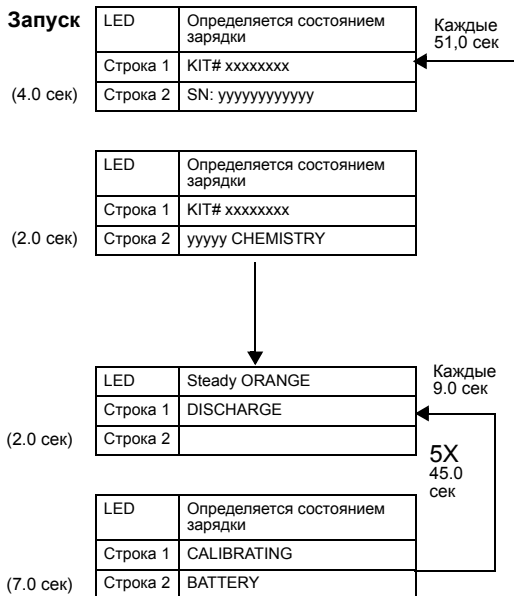 Запуск
LED Определяется состоянием
зарядки
Каждые
51,0 сек
Строка 1 KIT# xxxxxxxx
(4.0 сек) Строка 2 SN: yyyyyyyyyyyy
LED Определяется состоянием
зарядки
Строка 1 KIT# xxxxxxxx
(2.0 сек) Строка 2 yyyyy CHEMISTRY
LED Steady ORANGE
Каждые
9.0 сек
Строка 1 DISCHARGE
(2.0 сек) Строка 2
5X
45.0
сек
LED Определяется состоянием
зарядки
Строка 1 CALIBRATING
(7.0 сек) Строка 2 BATTERY